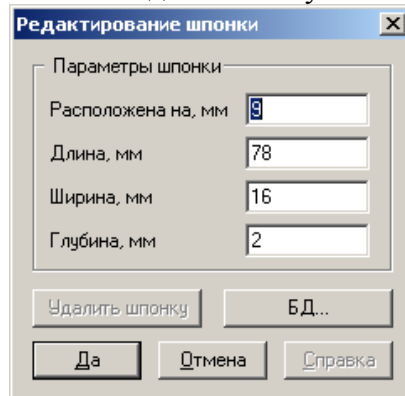 Редактирование шпонки
Параметры шпонки
Расположена на, мм 9
Длина, мм 78
Ширина, мм 16
Глубина, мм 2
Удалить шпонку БД...
Да Отмена Справка